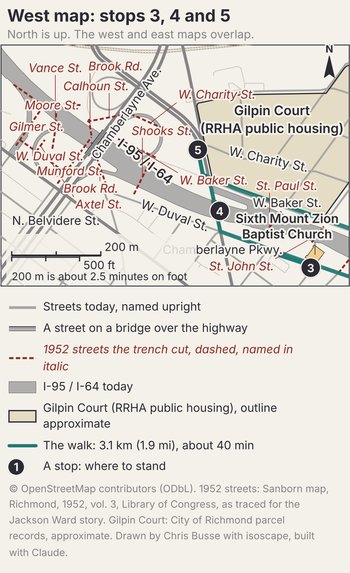 West map: stops 3, 4 and 5
North is up. The west and east maps overlap.
N
Vance St.
Brook Rd.
Calhoun St.
Chamberlayne Ave.
W. Charity St.
Moore St.
Gilpin Court
(RRHA public housing)
Gilmer St.
Shooks St.
I-95/I-64
5
W. Charity St.
W. Duval St.
Munford St.
W. Baker St.
St. Paul St.
Brook Rd.
W. Baker St.
Axtel St.
4
Sixth Mount Zion
Baptist Church
N. Belvidere St.
W. Duval St.
Chamberlayne Pkwy.
200 m
500 ft
St. John St.
3
200 m is about 2.5 minutes on foot
Streets today, named upright
A street on a bridge over the highway
1952 streets the trench cut, dashed, named in
italic
I-95 / I-64 today
Gilpin Court (RRHA public housing), outline
approximate
The walk: 3.1 km (1.9 mi), about 40 min
1
A stop: where to stand
© OpenStreetMap contributors (ODbL). 1952 streets: Sanborn map,
Richmond, 1952, vol. 3, Library of Congress, as traced for the
Jackson Ward story. Gilpin Court: City of Richmond parcel
records, approximate. Drawn by Chris Busse with isoscape, built
with Claude.